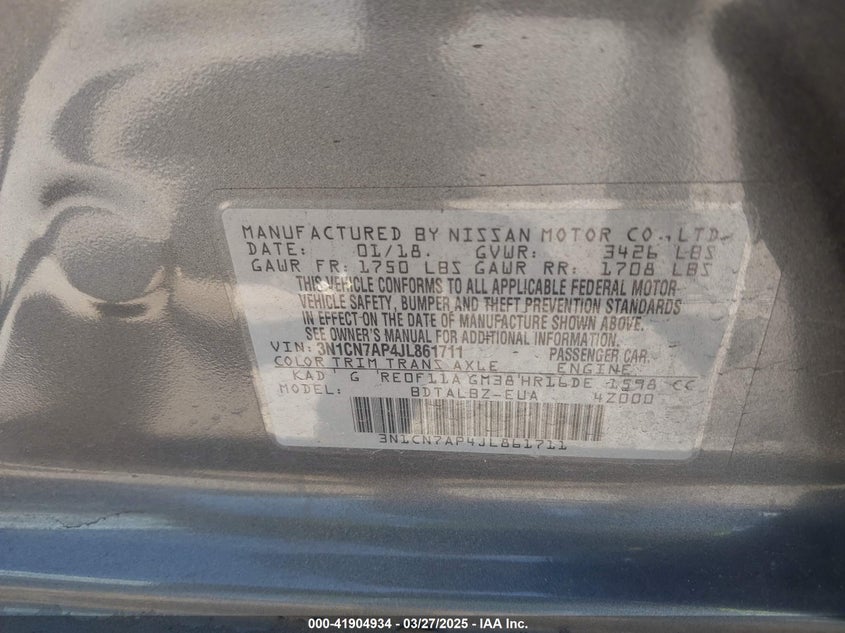 MANUFACTURED BY NISSAN MOTOR CO., LTD.
DATE: 01/18. GVWR: 3426 LBS
GAWR FR: 1750 LBS GAWR RR: 1708 LBS
THIS VEHICLE CONFORMS TO ALL APPLICABLE FEDERAL MOTOR
VEHICLE SAFETY, BUMPER AND THEFT PREVENTION STANDARDS
IN EFFECT ON THE DATE OF MANUFACTURE SHOWN ABOVE.
SEE OWNER'S MANUAL FOR ADDITIONAL INFORMATION.
VIN: 3N1CN7AP4JL861711 PASSENGER CAR.
COLOR TRIM TRANS AXLE ENGINE
KAD G RE0F11A GM38 HR16DE 1598 CC
MODEL: BDTALBZ-EUA 4Z000
3N1CN7AP4JL861711
000-41904934 / 03/27/2025 - IAA Inc.